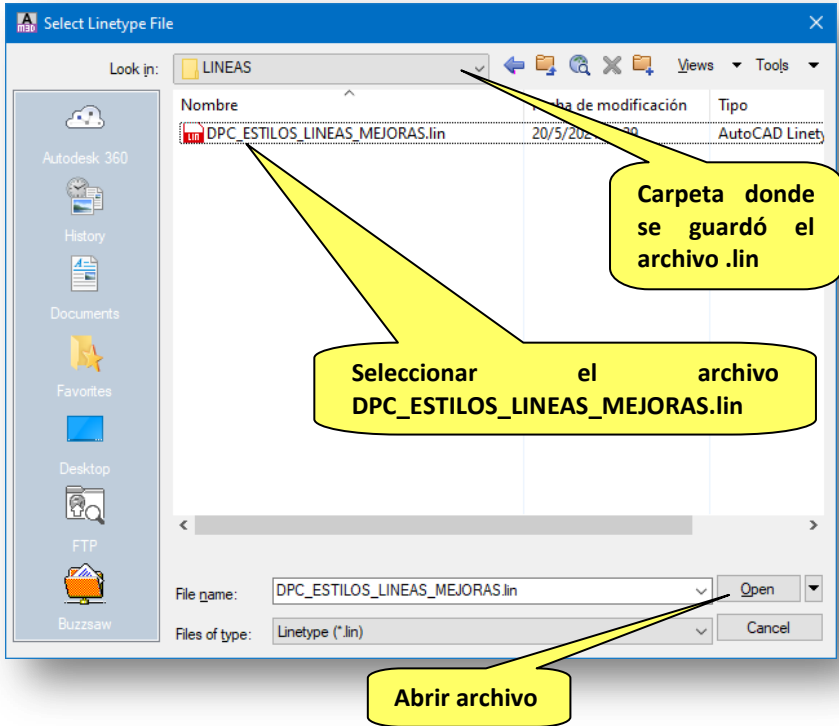 Select Linetype File
Look in:
LINEAS
Views
Tools
Nombre
de modificación
Tipo
DPC_ESTILOS_LINEAS_MEJORAS.lin
AutoCAD Linety
Autodesk 360
History
Documents
Favorites
Desktop
FTP
Buzzsaw
Carpeta donde
se guardó el
archivo .lin
Seleccionar el archivo
DPC_ESTILOS_LINEAS_MEJORAS.lin
File name:
DPC_ESTILOS_LINEAS_MEJORAS.lin
Open
Files of type:
Linetype (*.lin)
Cancel
Abrir archivo